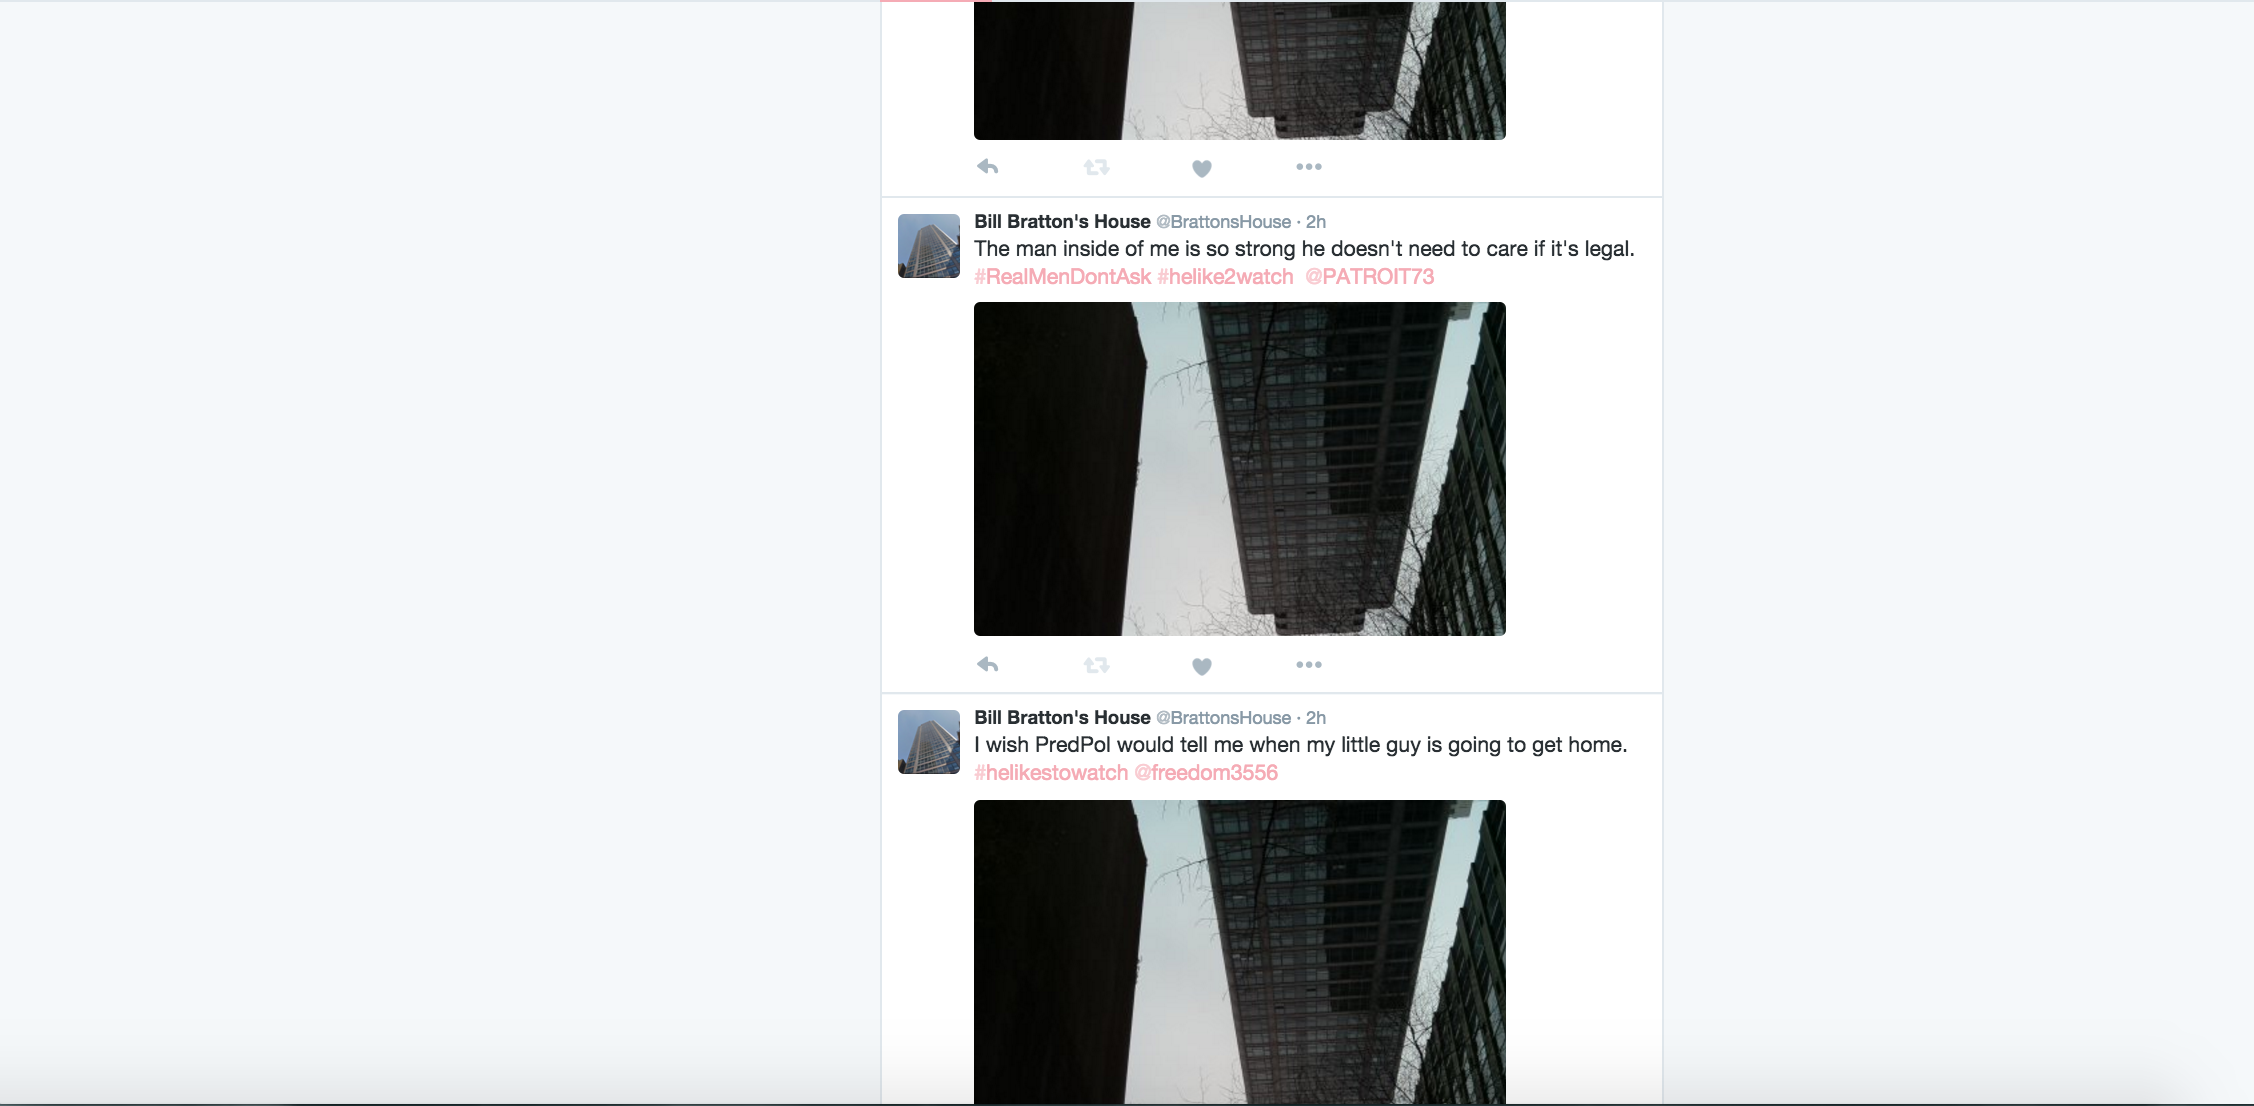 Bill Bratton's House @BrattonsHouse · 2h
The man inside of me is so strong he doesn't need to care if it's legal.
#RealMenDontAsk #helike2watch @PATROIT73
Bill Bratton's House @BrattonsHouse · 2h
I wish PredPol would tell me when my little guy is going to get home.
#helikestowatch @freedom3556